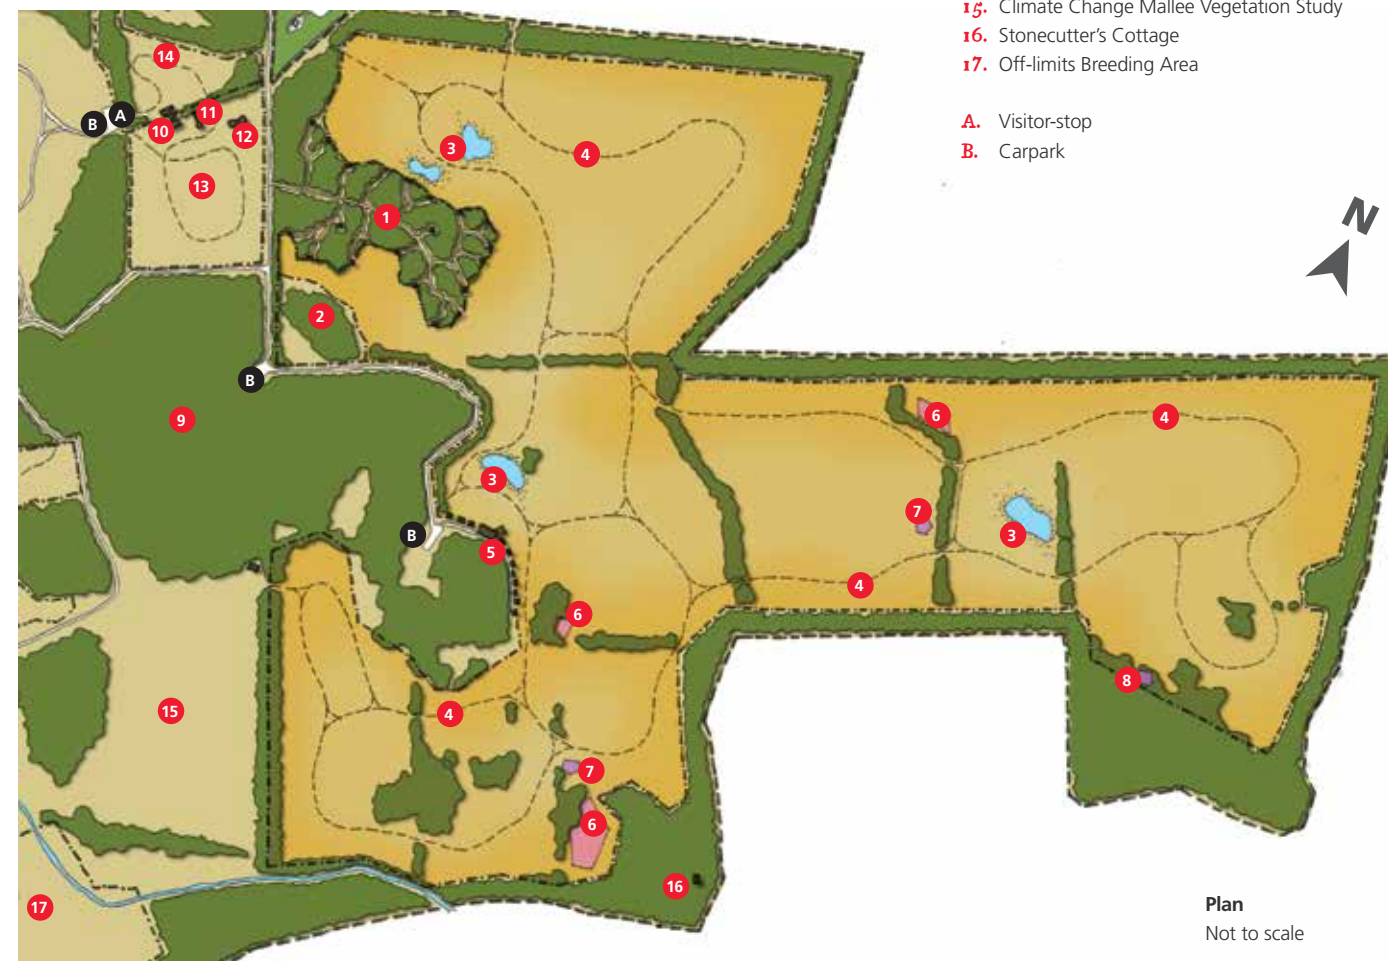 15. Climate Change Mallee Vegetation Study
16. Stonecutter's Cottage
17. Off-limits Breeding Area
A. Visitor-stop
B. Carpark
N
14
11
A
B
10
12
13
3
4
1
2
B
9
6
4
3
7
3
B
5
4
6
8
15
4
7
6
16
17
Plan
Not to scale